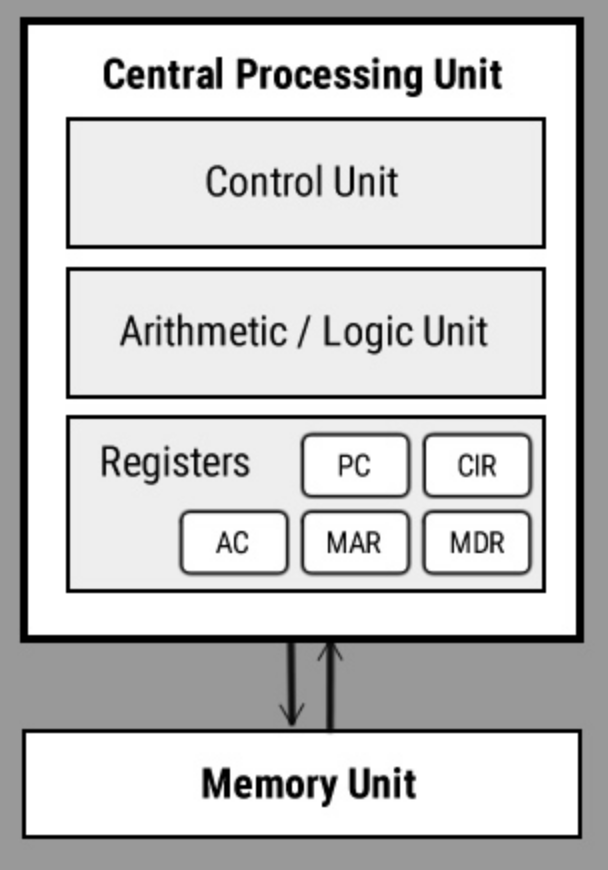 Central Processing Unit
Control Unit
Arithmetic / Logic Unit
Registers PC CIR
AC MAR MDR
Memory Unit